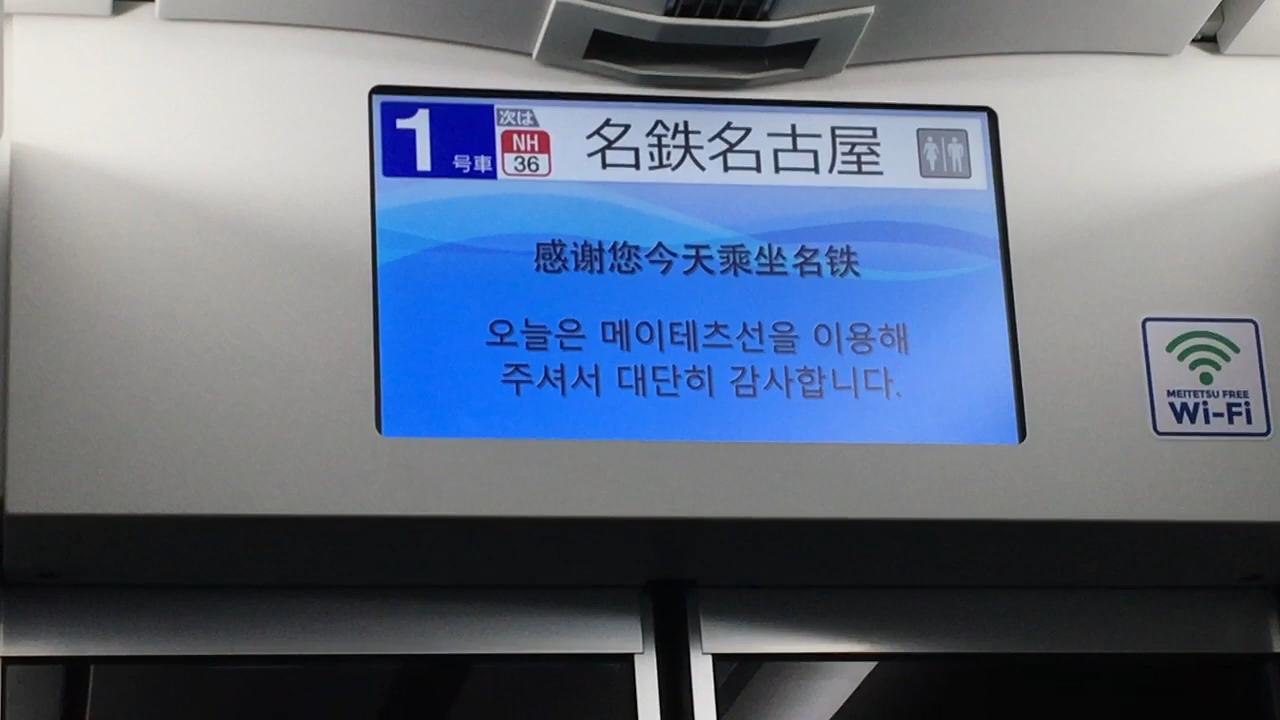 1号車
次は
NH
36
名鉄名古屋
感谢您今天乘坐名铁
오늘은 메이테츠선을 이용해
주셔서 대단히 감사합니다.
MEITETSU FREE
Wi-Fi